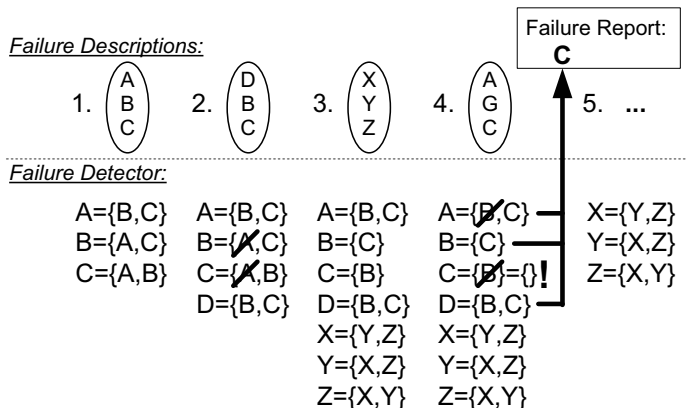 Failure Report:
C
Failure Descriptions:
1. A B C
2. D B C
3. X Y Z
4. A G C
5. ...
Failure Detector:
A={B,C} A={B,C} A={B,C} A={B,C} X={Y,Z}
B={A,C} B={A,C} B={C} B={C} Y={X,Z}
C={A,B} C={A,B} C={B} C={B}={}! Z={X,Y}
D={B,C} D={B,C} D={B,C}
X={Y,Z} X={Y,Z}
Y={X,Z} Y={X,Z}
Z={X,Y} Z={X,Y}